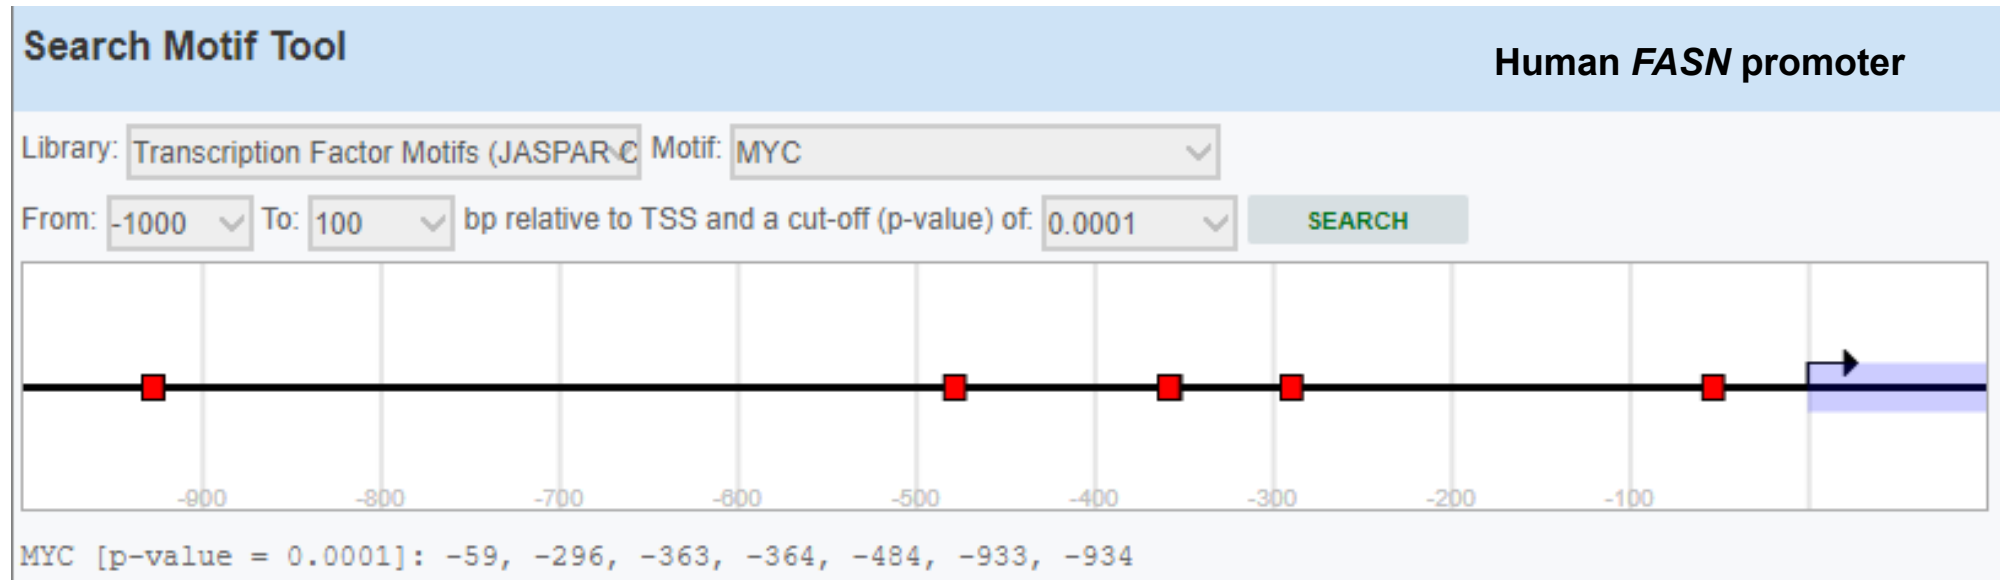 Search Motif Tool
Human FASN promoter
Library: Transcription Factor Motifs (JASPAR C Motif: MYC
From: -1000 To: 100 bp relative to TSS and a cut-off (p-value) of: 0.0001 SEARCH
-900 -800 -700 -600 -500 -400 -300 -200 -100
MYC [p-value = 0.0001]: -59, -296, -363, -364, -484, -933, -934